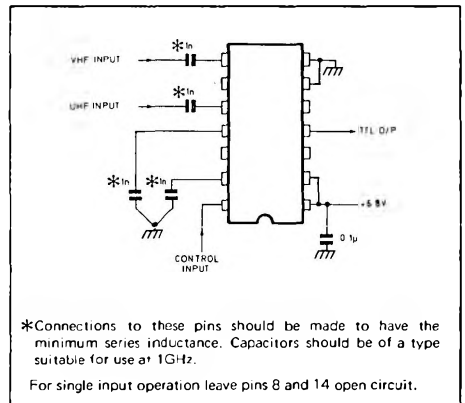 VHF INPUT
*1n
UHF INPUT
*1n
TTL O/P
*1n
*1n
+6.8V
0.1µ
CONTROL
INPUT
*Connections to these pins should be made to have the
minimum series inductance. Capacitors should be of a type
suitable for use at 1GHz.
For single input operation leave pins 8 and 14 open circuit.